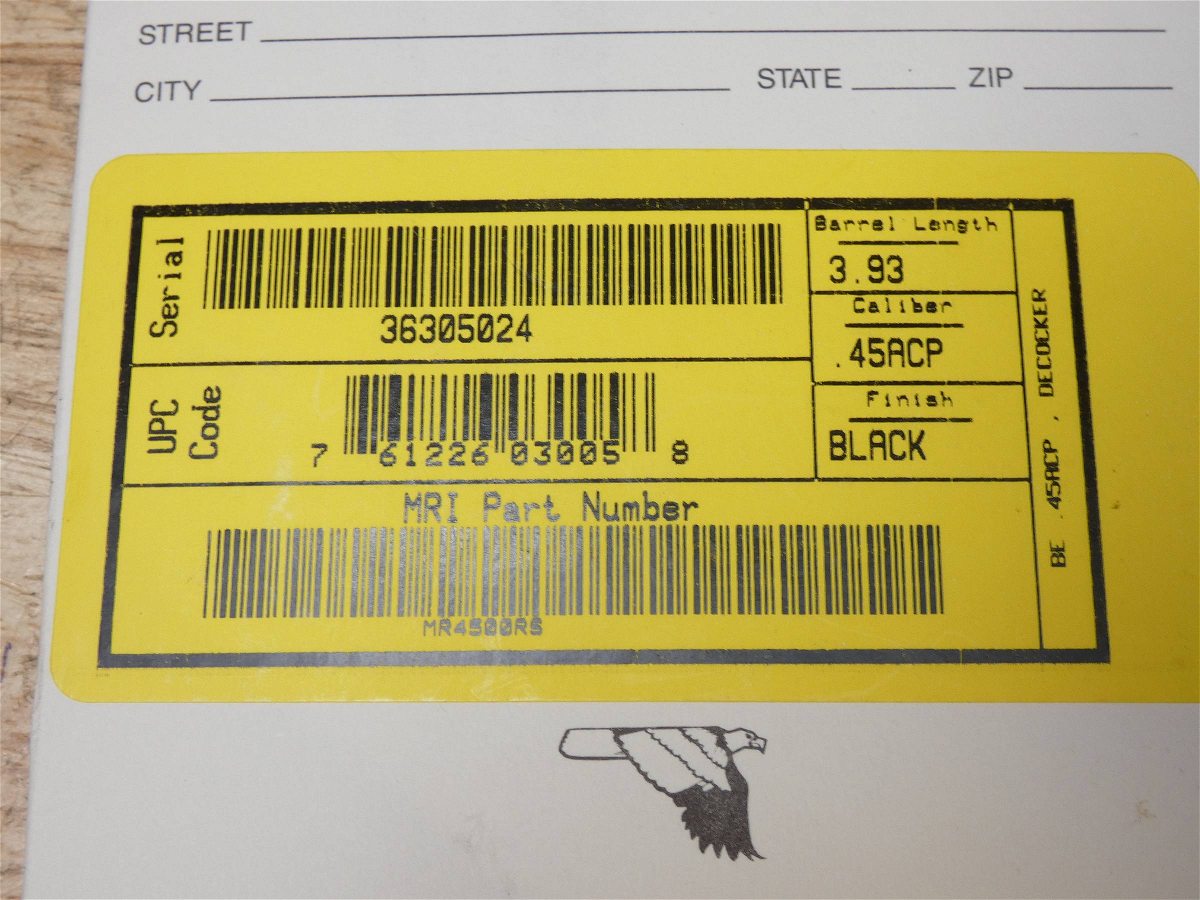 STREET
CITY STATE ZIP
Serial
36305024
UPC
Code
7 61226 03005 8
MRI Part Number
MR4500RS
Barrel Length
3.93
Caliber
.45ACP
Finish
BLACK
BE .45ACP , DECOCKER